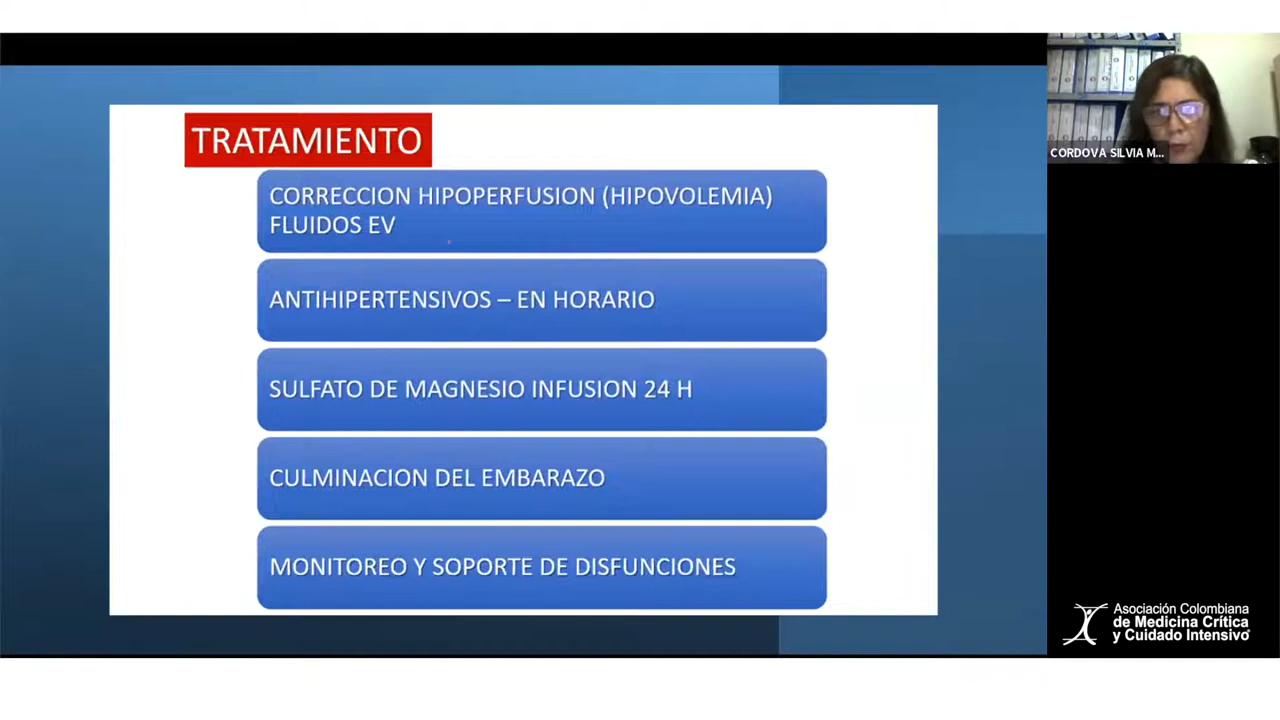 TRATAMIENTO
CORRECCION HIPOPERFUSION (HIPOVOLEMIA)
FLUIDOS EV
ANTIHIPERTENSIVOS – EN HORARIO
SULFATO DE MAGNESIO INFUSION 24 H
CULMINACION DEL EMBARAZO
MONITOREO Y SOPORTE DE DISFUNCIONES
CORDOVA SILVIA M...
Asociación Colombiana
de Medicina Crítica
y Cuidado Intensivo